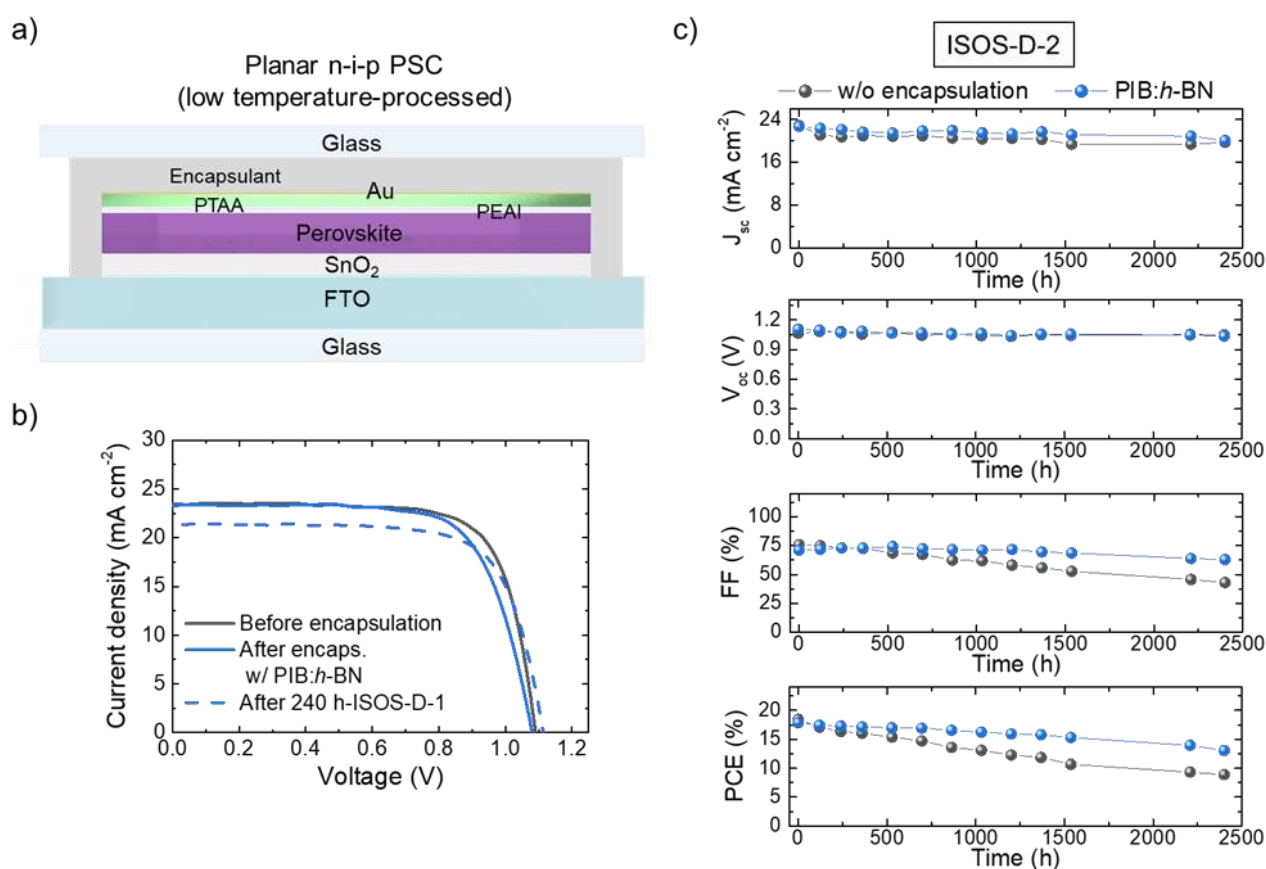 a)
Planar n-i-p PSC
(low temperature-processed)
Glass
Encapsulant
Au
PTAA
PEAI
Perovskite
SnO₂
FTO
Glass
b)
Current density (mA cm⁻²)
30
25
20
15
10
5
0
Before encapsulation
After encaps.
w/ PIB:h-BN
After 240 h-ISOS-D-1
0.0 0.2 0.4 0.6 0.8 1.0 1.2
Voltage (V)
c)
ISOS-D-2
w/o encapsulation PIB:h-BN
J_sc (mA cm⁻²)
24
16
8
0
0 500 1000 1500 2000 2500
Time (h)
V_oc (V)
1.2
0.9
0.6
0.3
0.0
0 500 1000 1500 2000 2500
Time (h)
FF (%)
100
75
50
25
0
0 500 1000 1500 2000 2500
Time (h)
PCE (%)
20
15
10
5
0
0 500 1000 1500 2000 2500
Time (h)